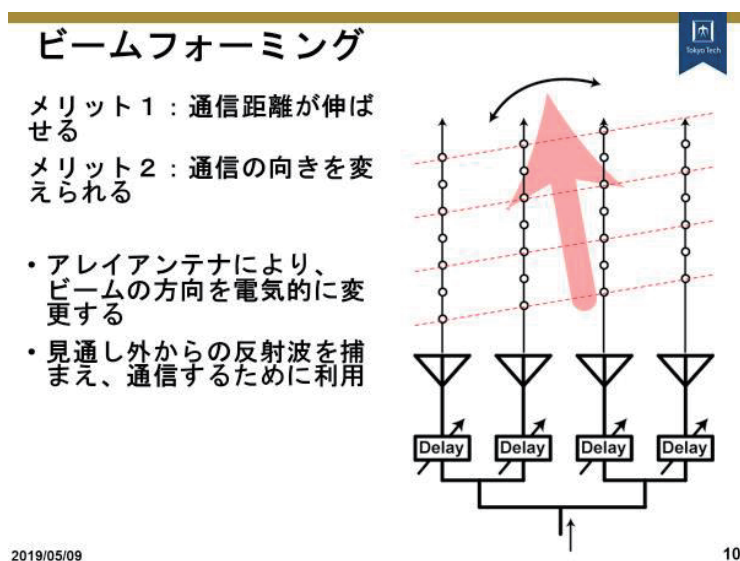 ビームフォーミング
Tokyo Tech
メリット１：通信距離が伸ば
せる
メリット２：通信の向きを変
えられる
・アレイアンテナにより、
ビームの方向を電気的に変
更する
・見通し外からの反射波を捕
まえ、通信するために利用
Delay Delay Delay Delay
2019/05/09
10